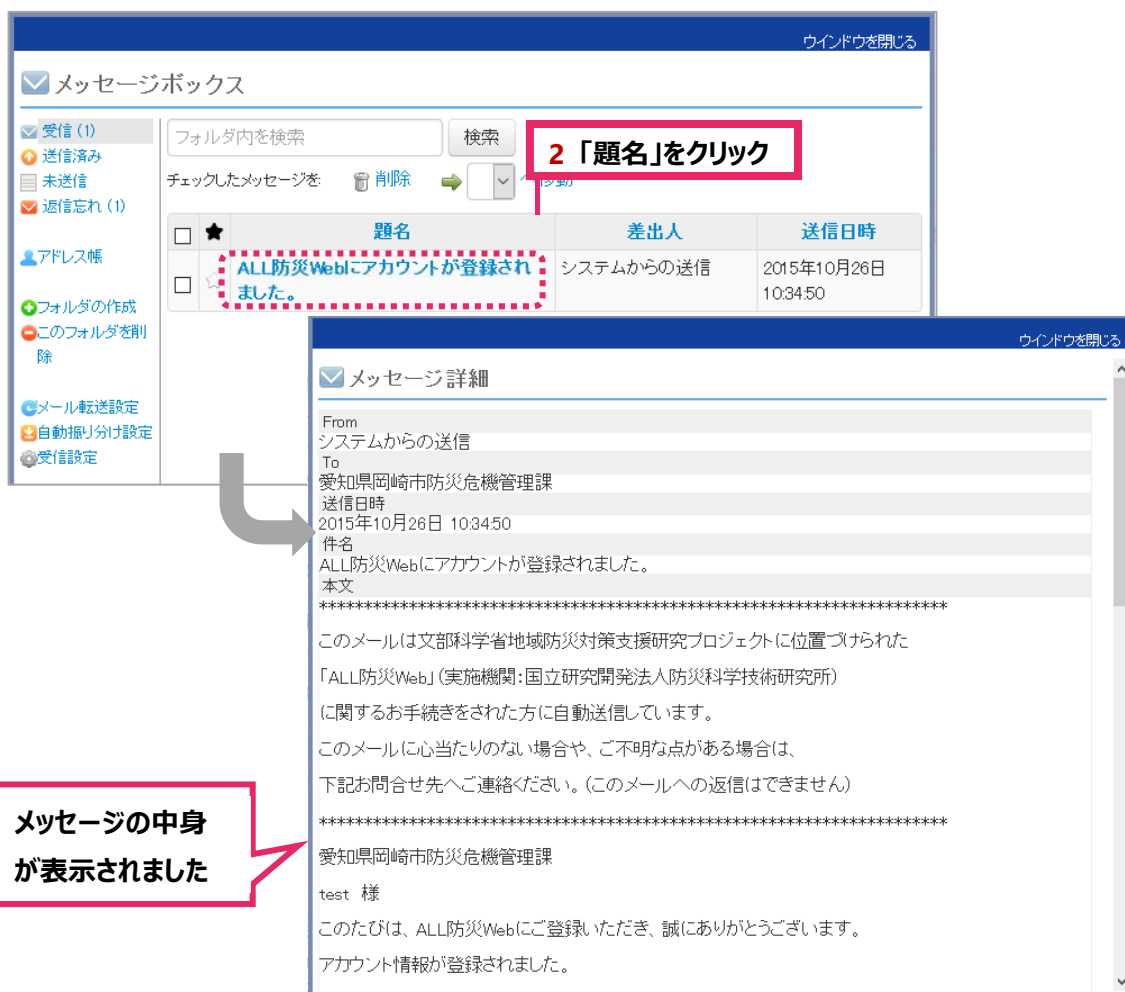 ウインドウを閉じる
メッセージボックス
受信 (1)
送信済み
未送信
返信忘れ (1)
アドレス帳
フォルダの作成
このフォルダを削
除
メール転送設定
自動振り分け設定
受信設定
フォルダ内を検索
検索
2 「題名」をクリック
チェックしたメッセージを:
削除
へ移動
題名
差出人
送信日時
ALL防災Webにアカウントが登録され
ました。
システムからの送信
2015年10月26日
10:34:50
ウインドウを閉じる
メッセージ詳細
From
システムからの送信
To
愛知県岡崎市防災危機管理課
送信日時
2015年10月26日 10:34:50
件名
ALL防災Webにアカウントが登録されました。
本文
**********************************************************************
このメールは文部科学省地域防災対策支援研究プロジェクトに位置づけられた
「ALL防災Web」（実施機関：国立研究開発法人防災科学技術研究所）
に関するお手続きをされた方に自動送信しています。
このメールに心当たりのない場合や、ご不明な点がある場合は、
下記お問合せ先へご連絡ください。（このメールへの返信はできません）
**********************************************************************
メッセージの中身
が表示されました
愛知県岡崎市防災危機管理課
test 様
このたびは、ALL防災Webにご登録いただき、誠にありがとうございます。
アカウント情報が登録されました。